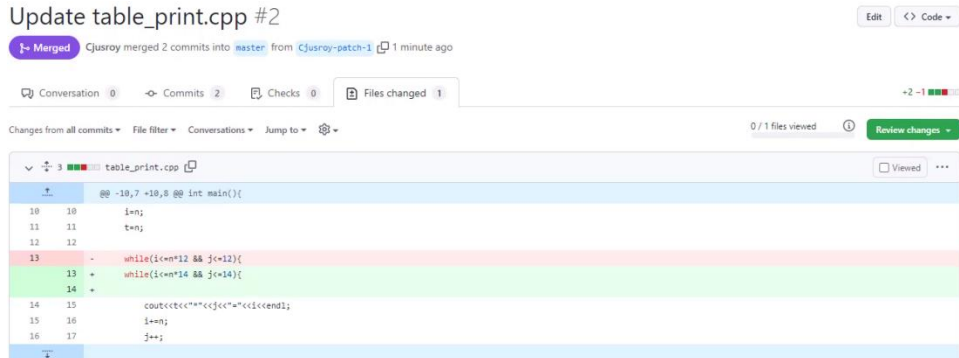 Update table_print.cpp #2
Edit <> Code
Merged Cjusroy merged 2 commits into master from Cjusroy-patch-1 1 minute ago
Conversation 0 Commits 2 Checks 0 Files changed 1 +2 −1
Changes from all commits File filter Conversations Jump to 0 / 1 files viewed Review changes
3 table_print.cpp Viewed ...
@@ -10,7 +10,8 @@ int main(){
10 10 i=n;
11 11 t=n;
12 12
13 - while(i<=n*12 && j<=12){
13 + while(i<=n*14 && j<=14){
14 +
14 15 cout<<t<<"*"<<j<<"="<<i<<endl;
15 16 i+=n;
16 17 j++;